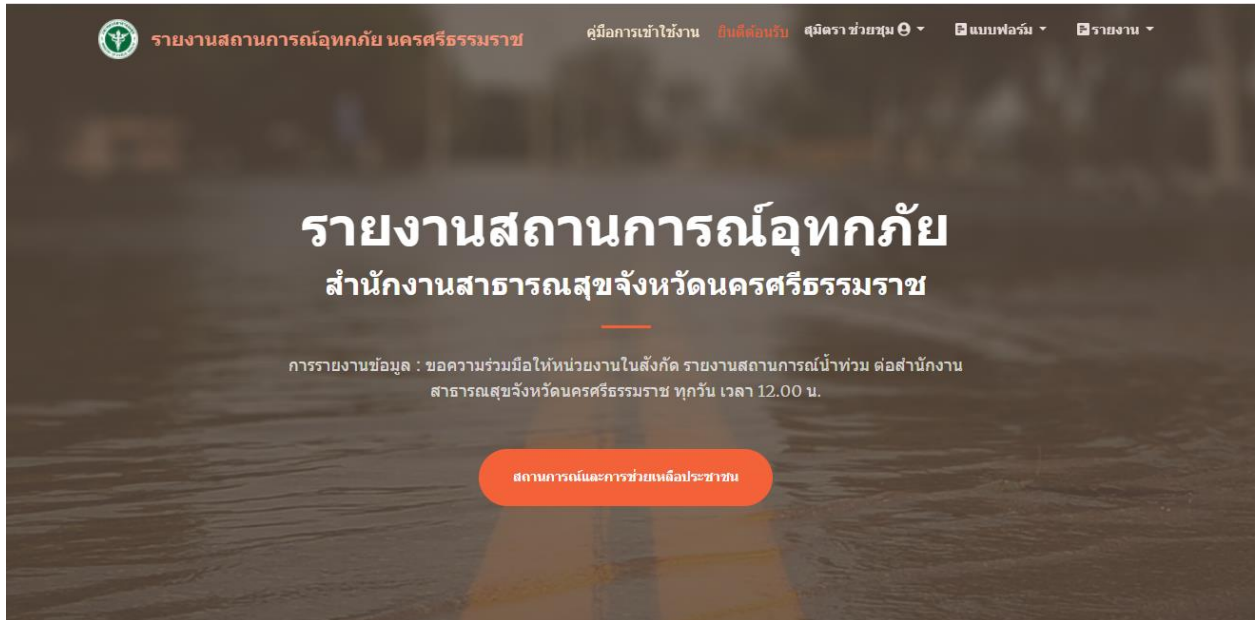 รายงานสถานการณ์อุทกภัย นครศรีธรรมราช
คู่มือการเข้าใช้งาน ยินดีต้อนรับ สุมิตรา ช่วยชุม แบบฟอร์ม รายงาน
รายงานสถานการณ์อุทกภัย
สำนักงานสาธารณสุขจังหวัดนครศรีธรรมราช
การรายงานข้อมูล : ขอความร่วมมือให้หน่วยงานในสังกัด รายงานสถานการณ์น้ำท่วม ต่อสำนักงาน
สาธารณสุขจังหวัดนครศรีธรรมราช ทุกวัน เวลา 12.00 น.
สถานการณ์และการช่วยเหลือประชาชน